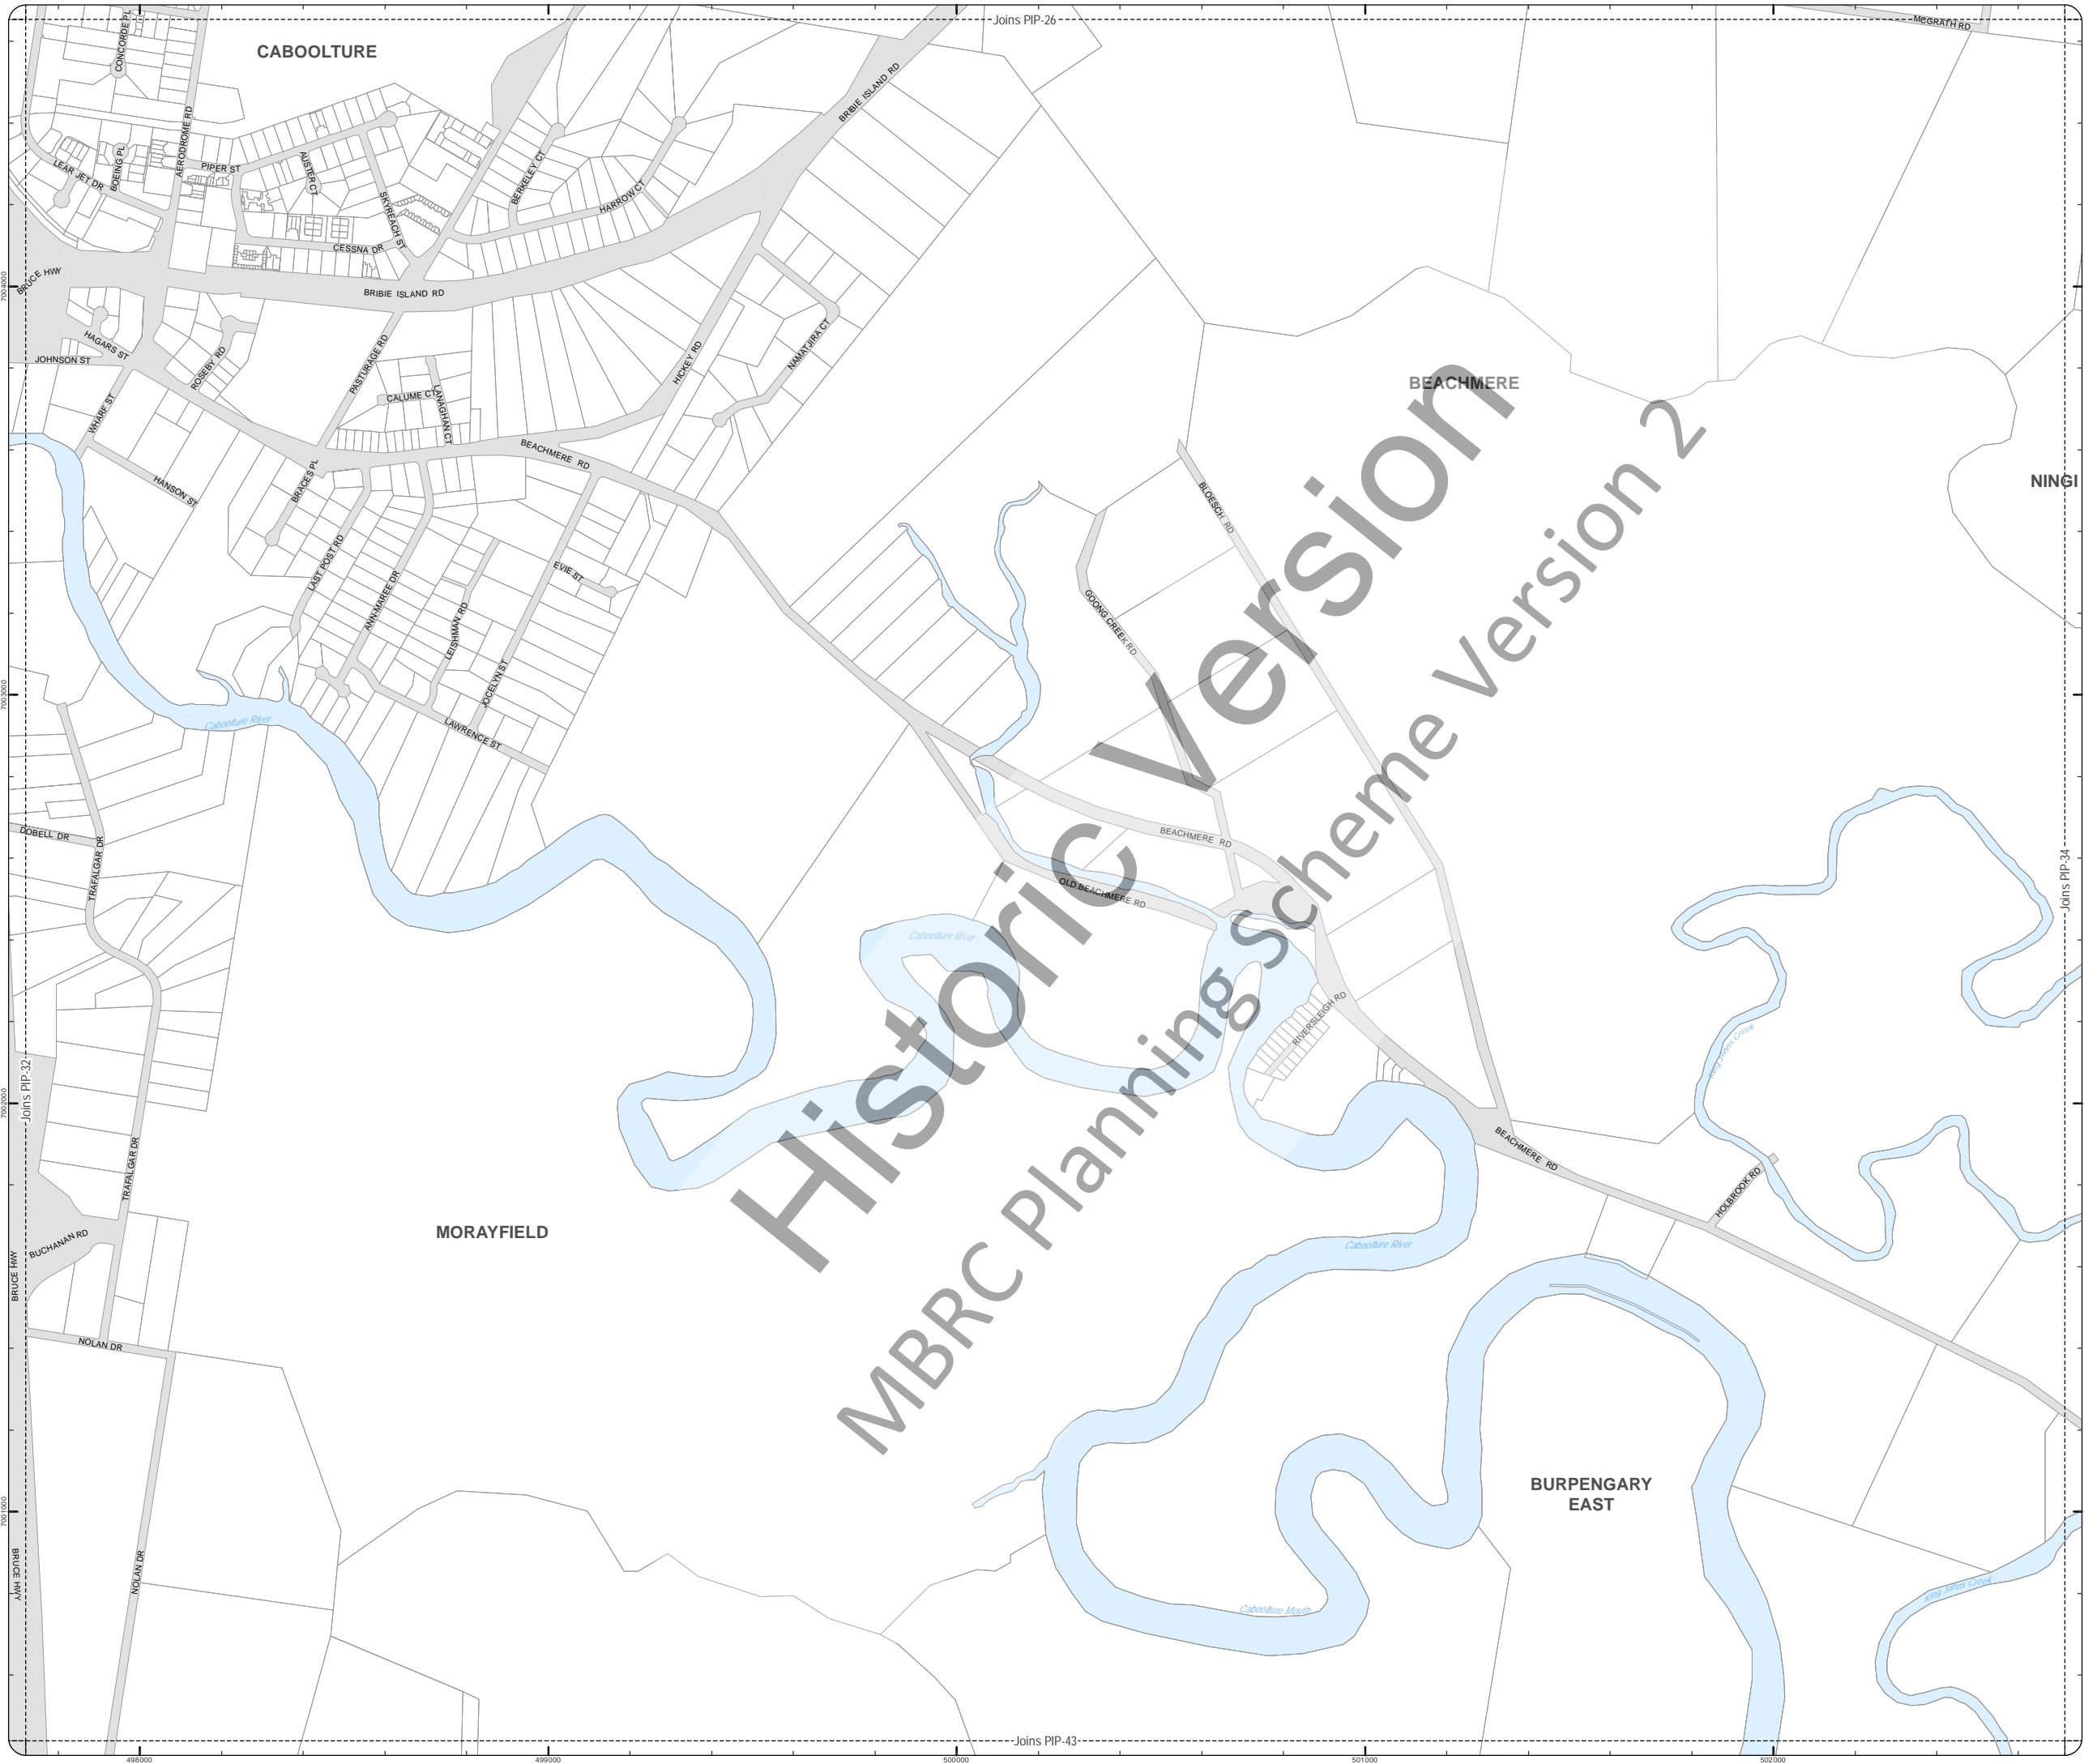 Joins PIP-26
MCGRATH RD
CONCORDE PL
CABOOLTURE
BRIBIE ISLAND RD
AERODROME RD
LEAR JET DR
BOEING PL
PIPER ST
AUSTER CT
SKYREACH ST
BERKELEY CT
HARROW CT
CESSNA DR
BRUCE HWY
BRIBIE ISLAND RD
7004000
HAGARS ST
JOHNSON ST
ROSEBY RD
PASTURAGE RD
HICKEY RD
NAMATJIRA CT
CALUME CT
LANAGHAN CT
WHARF ST
BEACHMERE
BEACHMERE RD
HANSON ST
BRACES PL
BLOESCH RD
NINGI
LAST POST RD
ANN-MAREE DR
EVIE ST
GOONG CREEK RD
LEISHMAN RD
JOCELYN ST
7003000
Caboolture River
LAWRENCE ST
DOBELL DR
TRAFALGAR DR
BEACHMERE RD
OLD BEACHMERE RD
Joins PIP-34
Caboolture River
RIVERSLEIGH RD
King Johns Creek
Joins PIP-32
7002000
TRAFALGAR DR
BEACHMERE RD
HOLBROOK RD
MORAYFIELD
BUCHANAN RD
Caboolture River
BRUCE HWY
NOLAN DR
BURPENGARY
EAST
7001000
BRUCE HWY
NOLAN DR
Caboolture Mouth
King Johns Creek
Joins PIP-43
498000
499000
500000
501000
502000
Historic Version
MBRC Planning Scheme Version 2